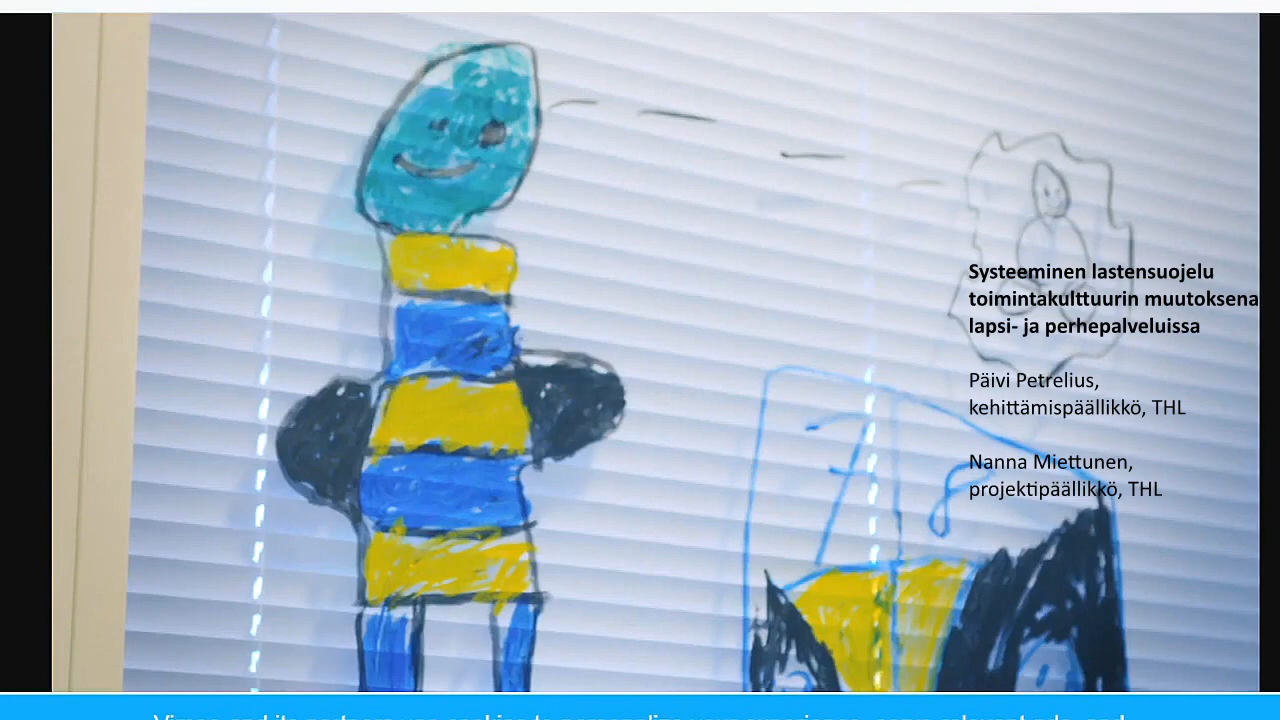 Systeeminen lastensuojelu
toimintakulttuurin muutoksena
lapsi- ja perhepalveluissa
Päivi Petrelius,
kehittämispäällikkö, THL
Nanna Miettunen,
projektipäällikkö, THL